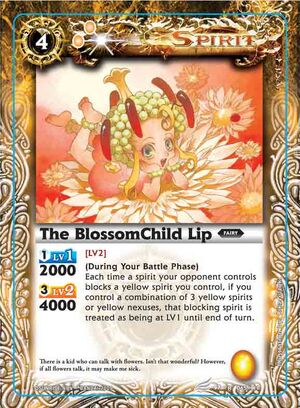 4
SPIRIT
The BlossomChild Lip FAIRY
1 LV1
2000
3 LV2
4000
[LV2]
(During Your Battle Phase)
Each time a spirit your opponent controls
blocks a yellow spirit you control, if you
control a combination of 3 yellow spirits
or yellow nexuses, that blocking spirit
is treated as being at LV1 until end of turn.
There is a kid who can talk with flowers. Isn't that wonderful? However,
if all flowers talk, it may make me sick.